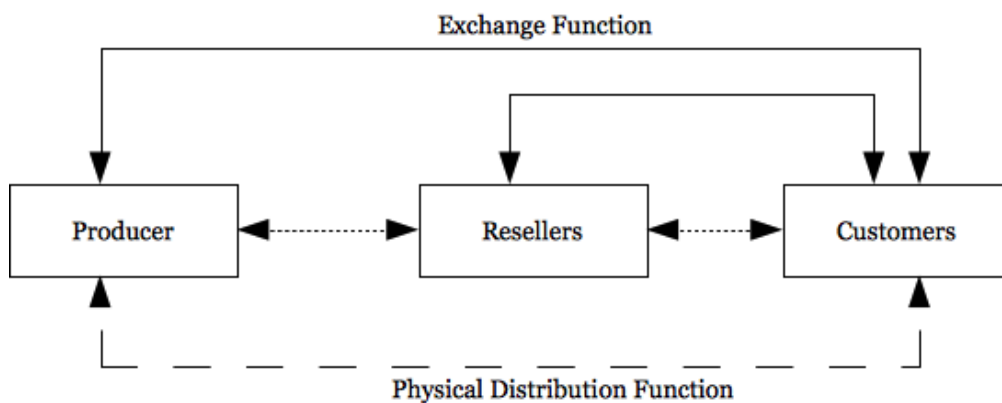 Exchange Function
Producer
Resellers
Customers
Physical Distribution Function